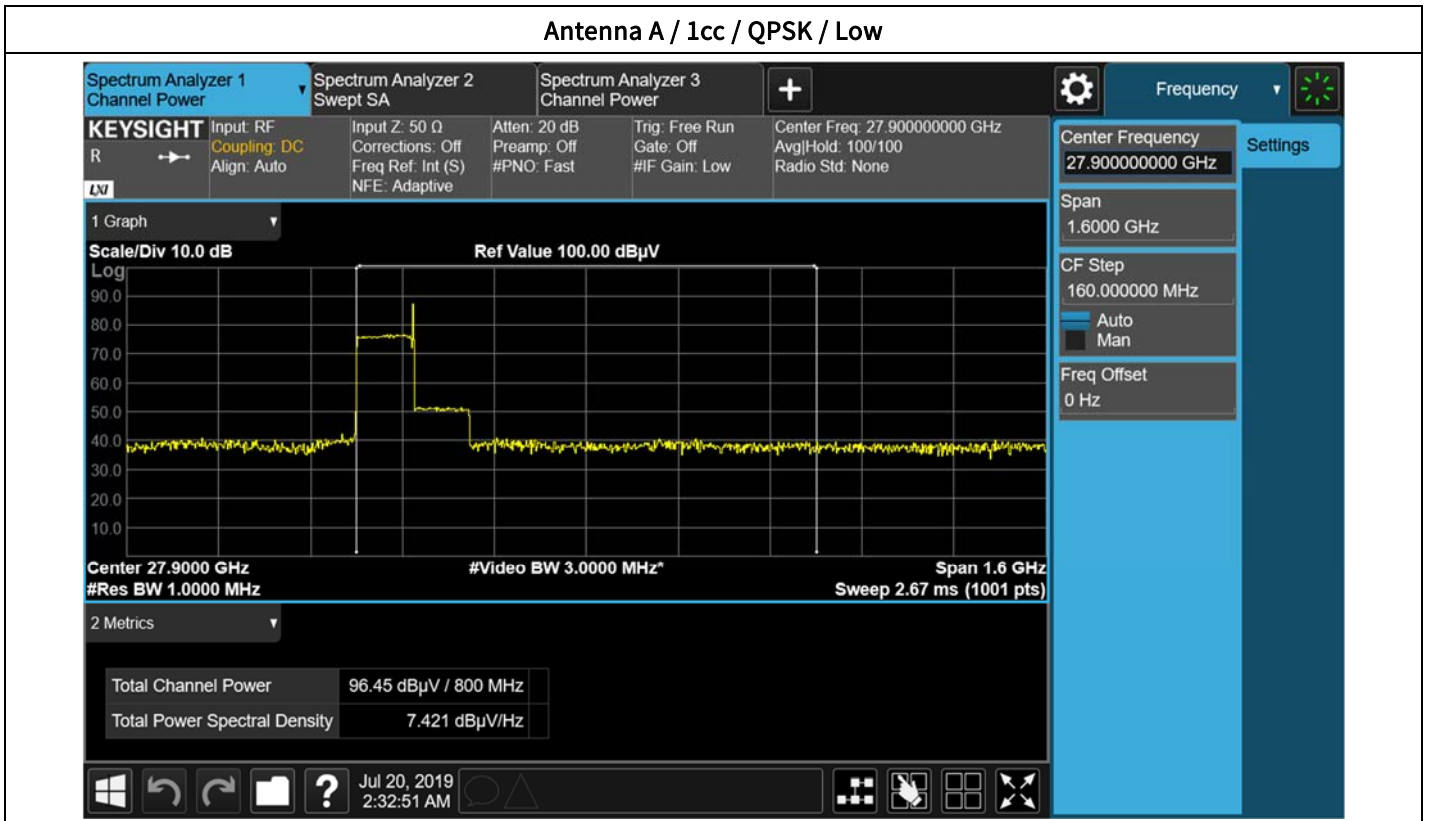 Antenna A / 1cc / QPSK / Low
Spectrum Analyzer 1
Channel Power
Spectrum Analyzer 2
Swept SA
Spectrum Analyzer 3
Channel Power
Frequency
KEYSIGHT
R
LXI
Input: RF
Coupling: DC
Align: Auto
Input Z: 50 Ω
Corrections: Off
Freq Ref: Int (S)
NFE: Adaptive
Atten: 20 dB
Preamp: Off
#PNO: Fast
Trig: Free Run
Gate: Off
#IF Gain: Low
Center Freq: 27.900000000 GHz
Avg|Hold: 100/100
Radio Std: None
Center Frequency
27.900000000 GHz
Settings
Span
1.6000 GHz
CF Step
160.000000 MHz
Auto
Man
Freq Offset
0 Hz
1 Graph
Scale/Div 10.0 dB
Ref Value 100.00 dBµV
Log
90.0
80.0
70.0
60.0
50.0
40.0
30.0
20.0
10.0
Center 27.9000 GHz
#Video BW 3.0000 MHz*
Span 1.6 GHz
#Res BW 1.0000 MHz
Sweep 2.67 ms (1001 pts)
2 Metrics
Total Channel Power 96.45 dBµV / 800 MHz
Total Power Spectral Density 7.421 dBµV/Hz
?
Jul 20, 2019
2:32:51 AM